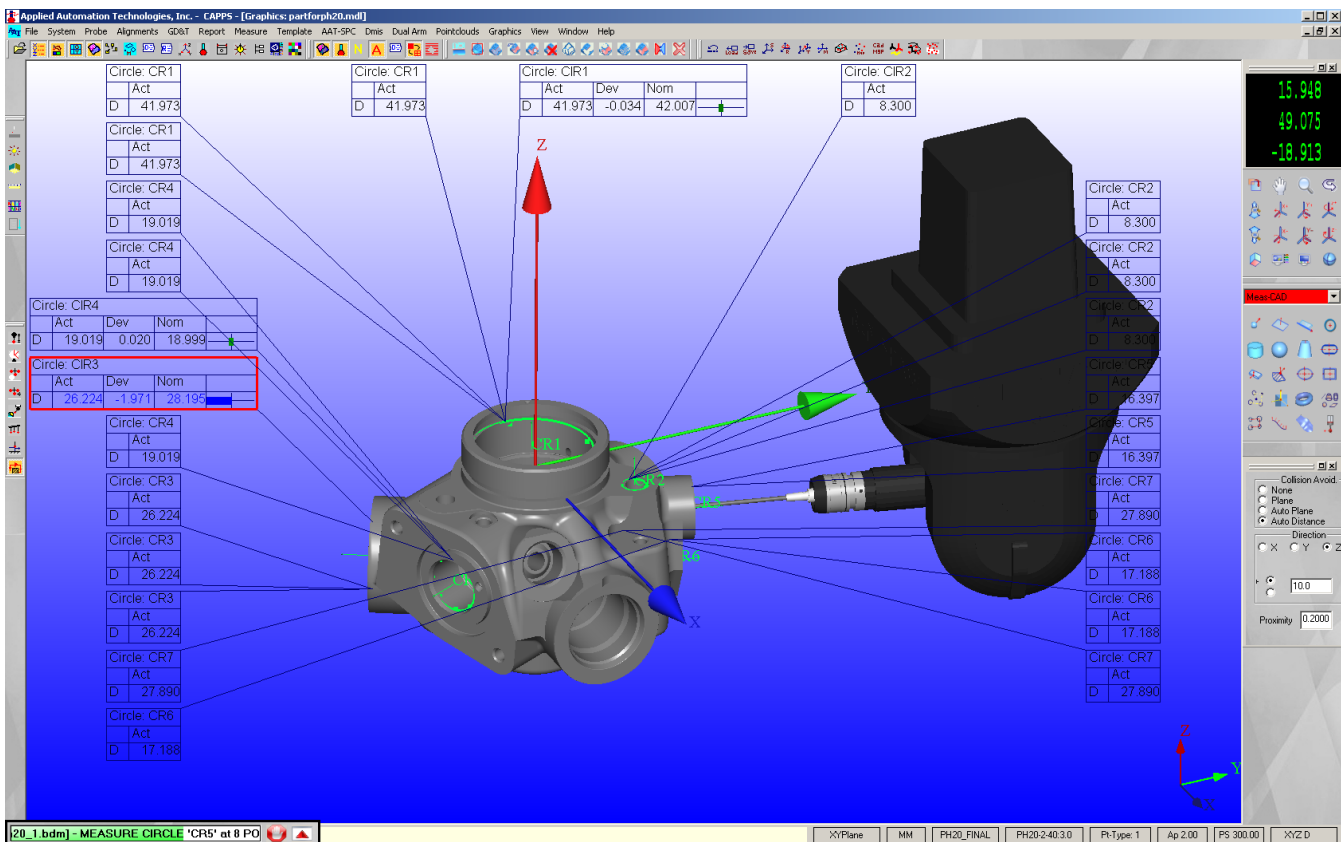 Applied Automation Technologies, Inc. - CAPPS - [Graphics: partforph20.mdl]
File System Probe Alignments GD&T Report Measure Template AAT-SPC Dmis Dual Arm Pointclouds Graphics View Window Help
Circle: CR1
Act
D 41.973
Circle: CR1
Act
D 41.973
Circle: CIR1
Act Dev Nom
D 41.973 -0.034 42.007
Circle: CIR2
Act
D 8.300
Circle: CR1
Act
D 41.973
Circle: CR4
Act
D 19.019
Circle: CR4
Act
D 19.019
Circle: CIR4
Act Dev Nom
D 19.019 0.020 18.999
Circle: CIR3
Act Dev Nom
D 26.224 -1.971 28.195
Circle: CR4
Act
D 19.019
Circle: CR3
Act
D 26.224
Circle: CR3
Act
D 26.224
Circle: CR3
Act
D 26.224
Circle: CR7
Act
D 27.890
Circle: CR6
Act
D 17.188
Z
CR1
CR2
CR5
R6
X
Circle: CR2
Act
D 8.300
Circle: CR2
Act
D 8.300
Circle: CR2
Act
D 8.300
Act
D 16.397
Circle: CR5
Act
D 16.397
Circle: CR7
Act
D 27.890
Circle: CR6
Act
D 17.188
Circle: CR6
Act
D 17.188
Circle: CR7
Act
D 27.890
Z
Y
X
15.948
49.075
-18.913
MeasCAD
Collision Avoid.
None
Plane
Auto Plane
Auto Distance
Direction
X Y Z
10.0
Proximity 0.2000
20_1.bdm] - MEASURE CIRCLE 'CR5' at 8 PO
XYPlane MM PH20_FINAL PH20-2-40:3.0 Pt-Type: 1 Ap 2.00 PS 300.00 XYZ D